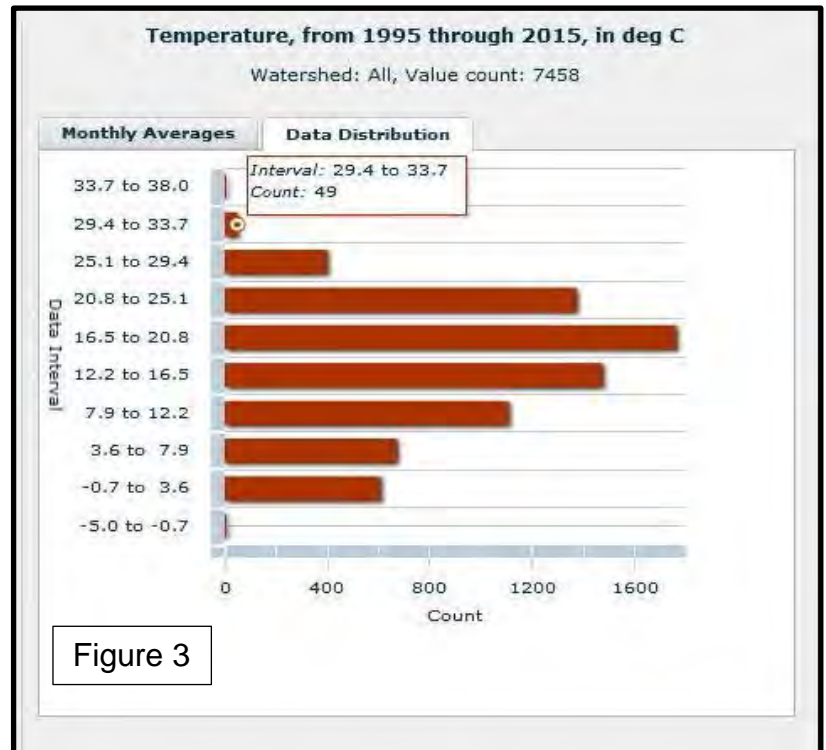 Temperature, from 1995 through 2015, in deg C
Watershed: All, Value count: 7458
Monthly Averages
Data Distribution
Interval: 29.4 to 33.7
Count: 49
Data Interval
33.7 to 38.0
29.4 to 33.7
25.1 to 29.4
20.8 to 25.1
16.5 to 20.8
12.2 to 16.5
7.9 to 12.2
3.6 to 7.9
-0.7 to 3.6
-5.0 to -0.7
0 400 800 1200 1600
Count
Figure 3